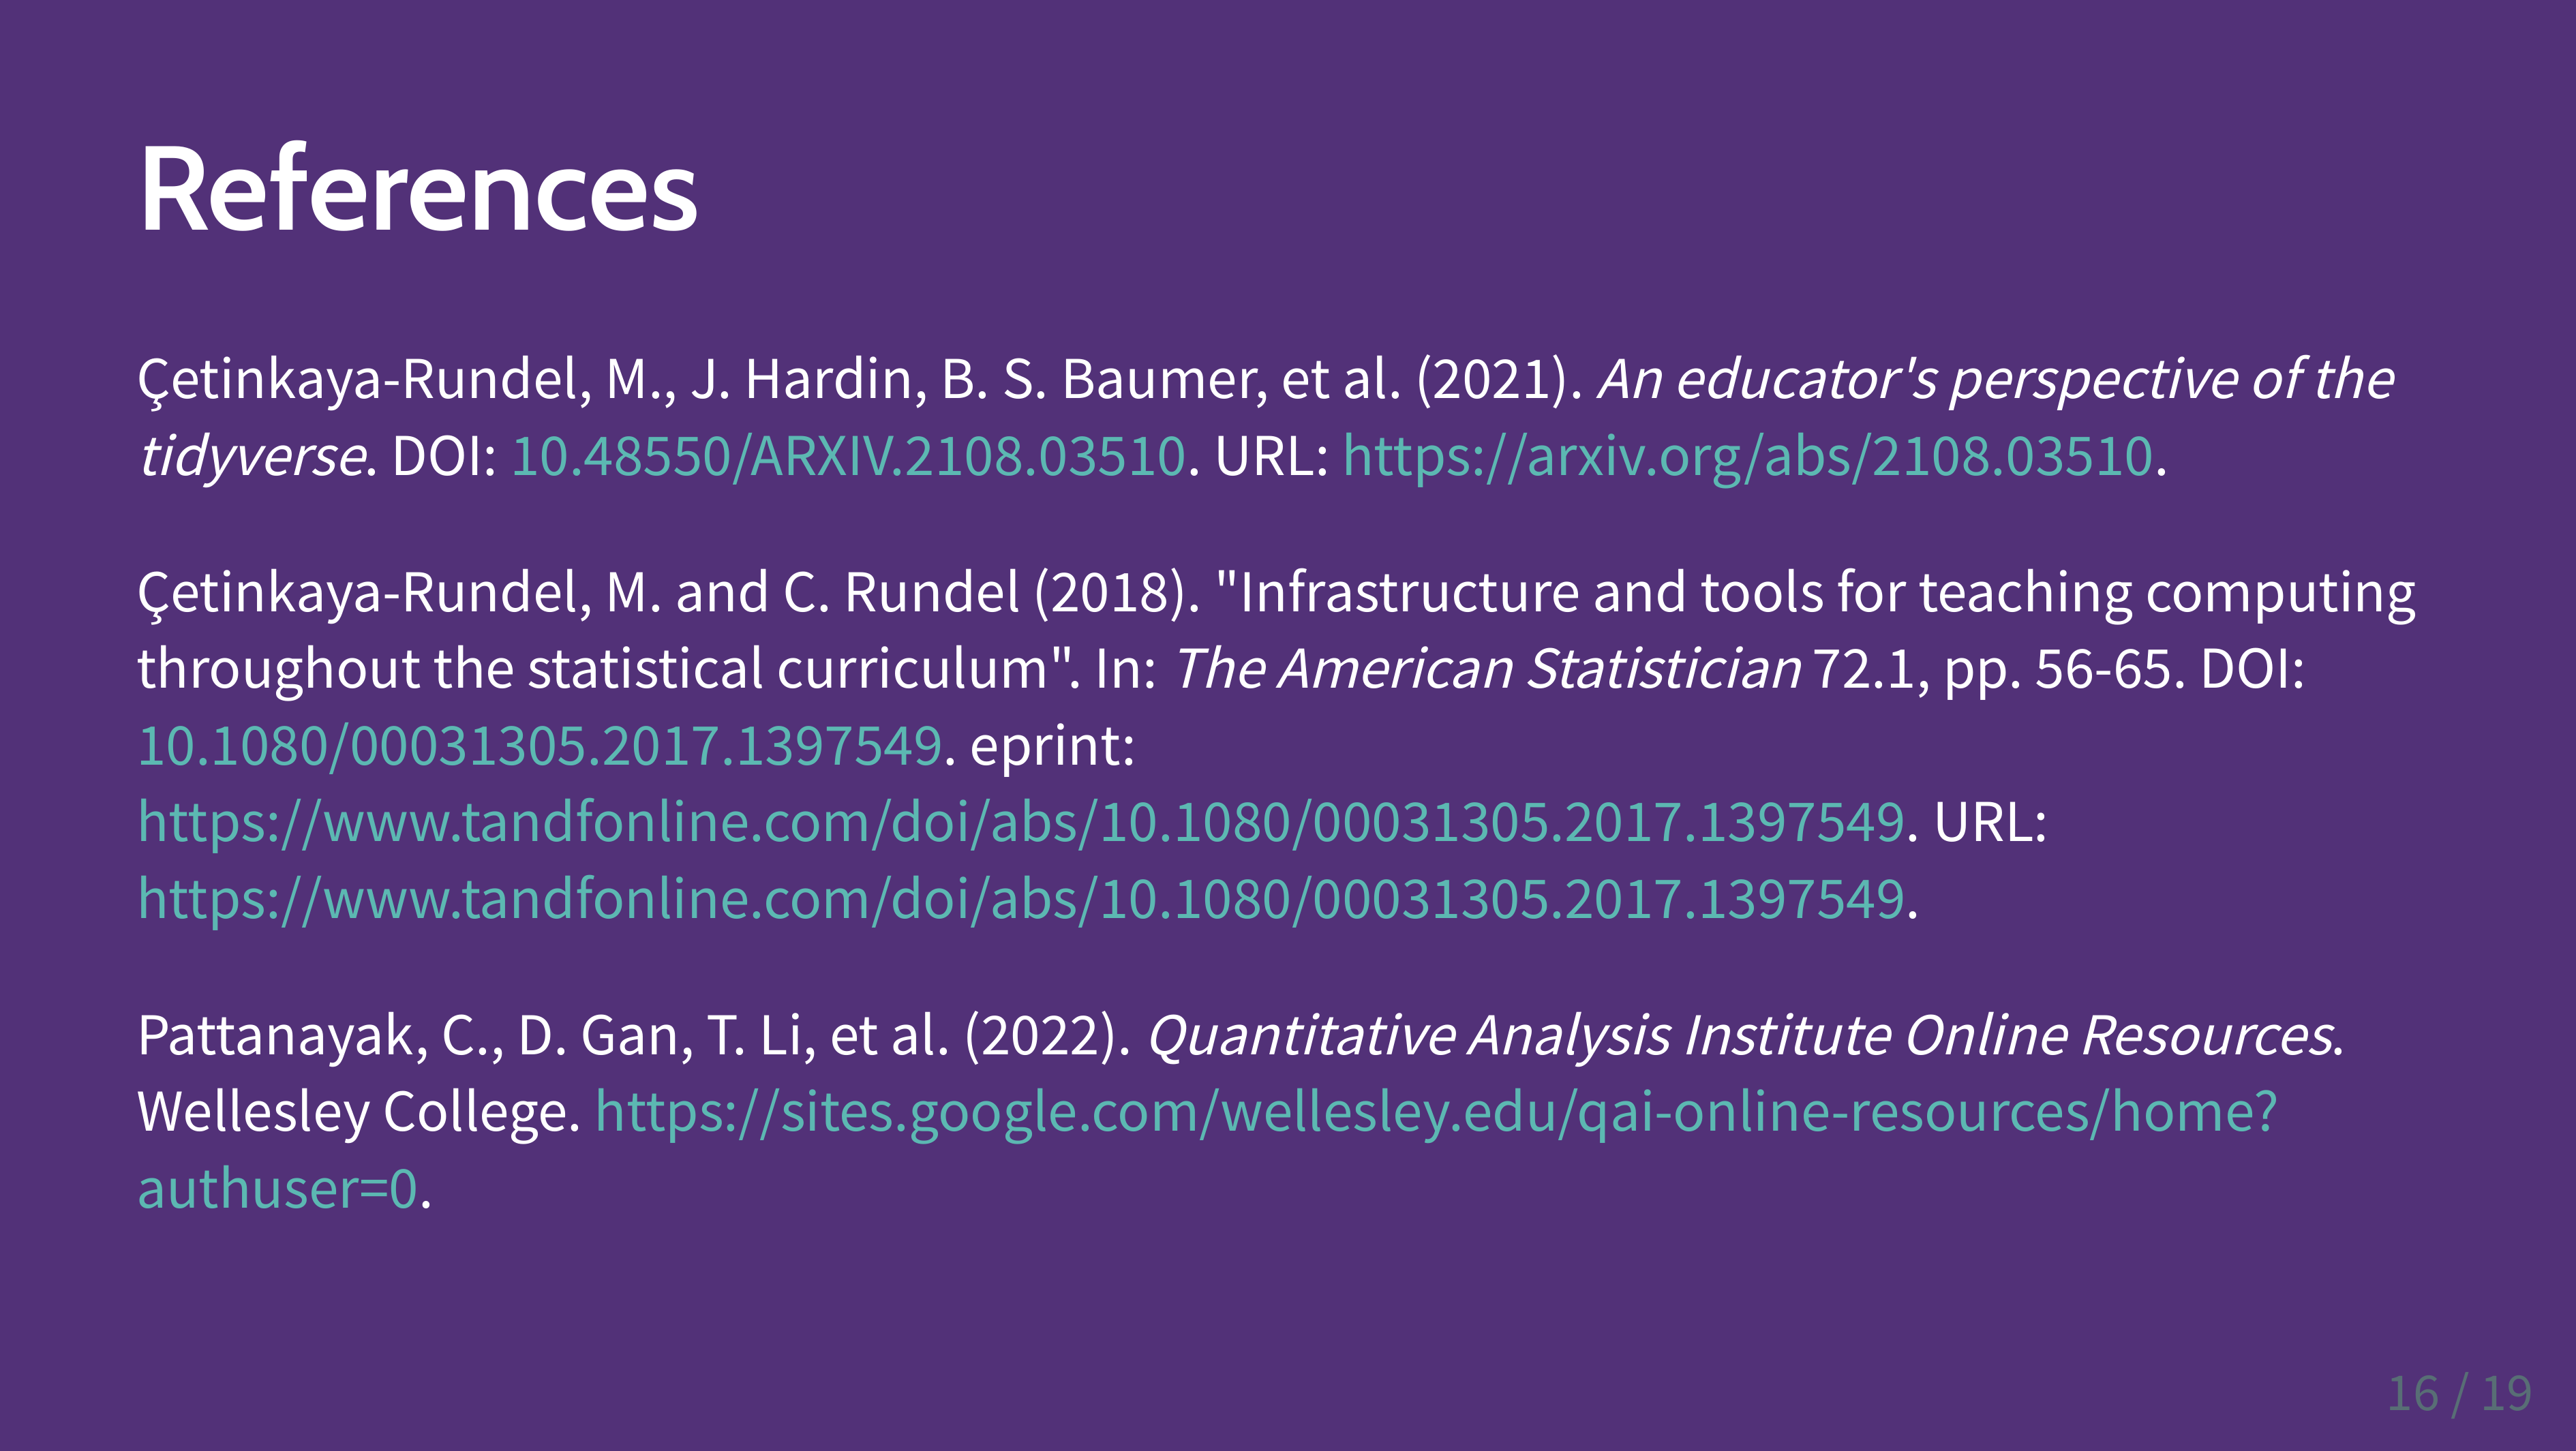 References
Çetinkaya-Rundel, M., J. Hardin, B. S. Baumer, et al. (2021). An educator's perspective of the
tidyverse. DOI: 10.48550/ARXIV.2108.03510. URL: https://arxiv.org/abs/2108.03510.
Çetinkaya-Rundel, M. and C. Rundel (2018). "Infrastructure and tools for teaching computing
throughout the statistical curriculum". In: The American Statistician 72.1, pp. 56-65. DOI:
10.1080/00031305.2017.1397549. eprint:
https://www.tandfonline.com/doi/abs/10.1080/00031305.2017.1397549. URL:
https://www.tandfonline.com/doi/abs/10.1080/00031305.2017.1397549.
Pattanayak, C., D. Gan, T. Li, et al. (2022). Quantitative Analysis Institute Online Resources.
Wellesley College. https://sites.google.com/wellesley.edu/qai-online-resources/home?
authuser=0.
16 / 19